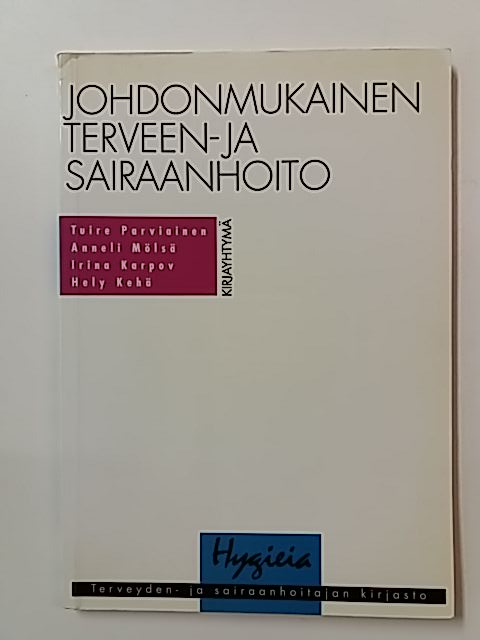 JOHDONMUKAINEN
TERVEEN-JA
SAIRAANHOITO
Tuire Parviainen
Anneli Mölsä
Irina Karpov
Hely Kehä
KIRJAYHTYMÄ
Hygieia
Terveyden- ja sairaanhoitajan kirjasto